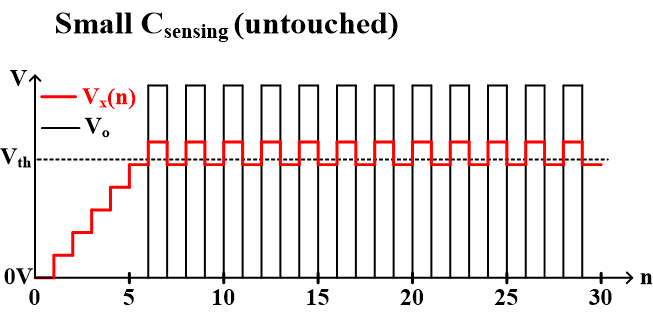 Small Csensing (untouched)
V
Vx(n)
Vo
Vth
0V
0 5 10 15 20 25 30 n